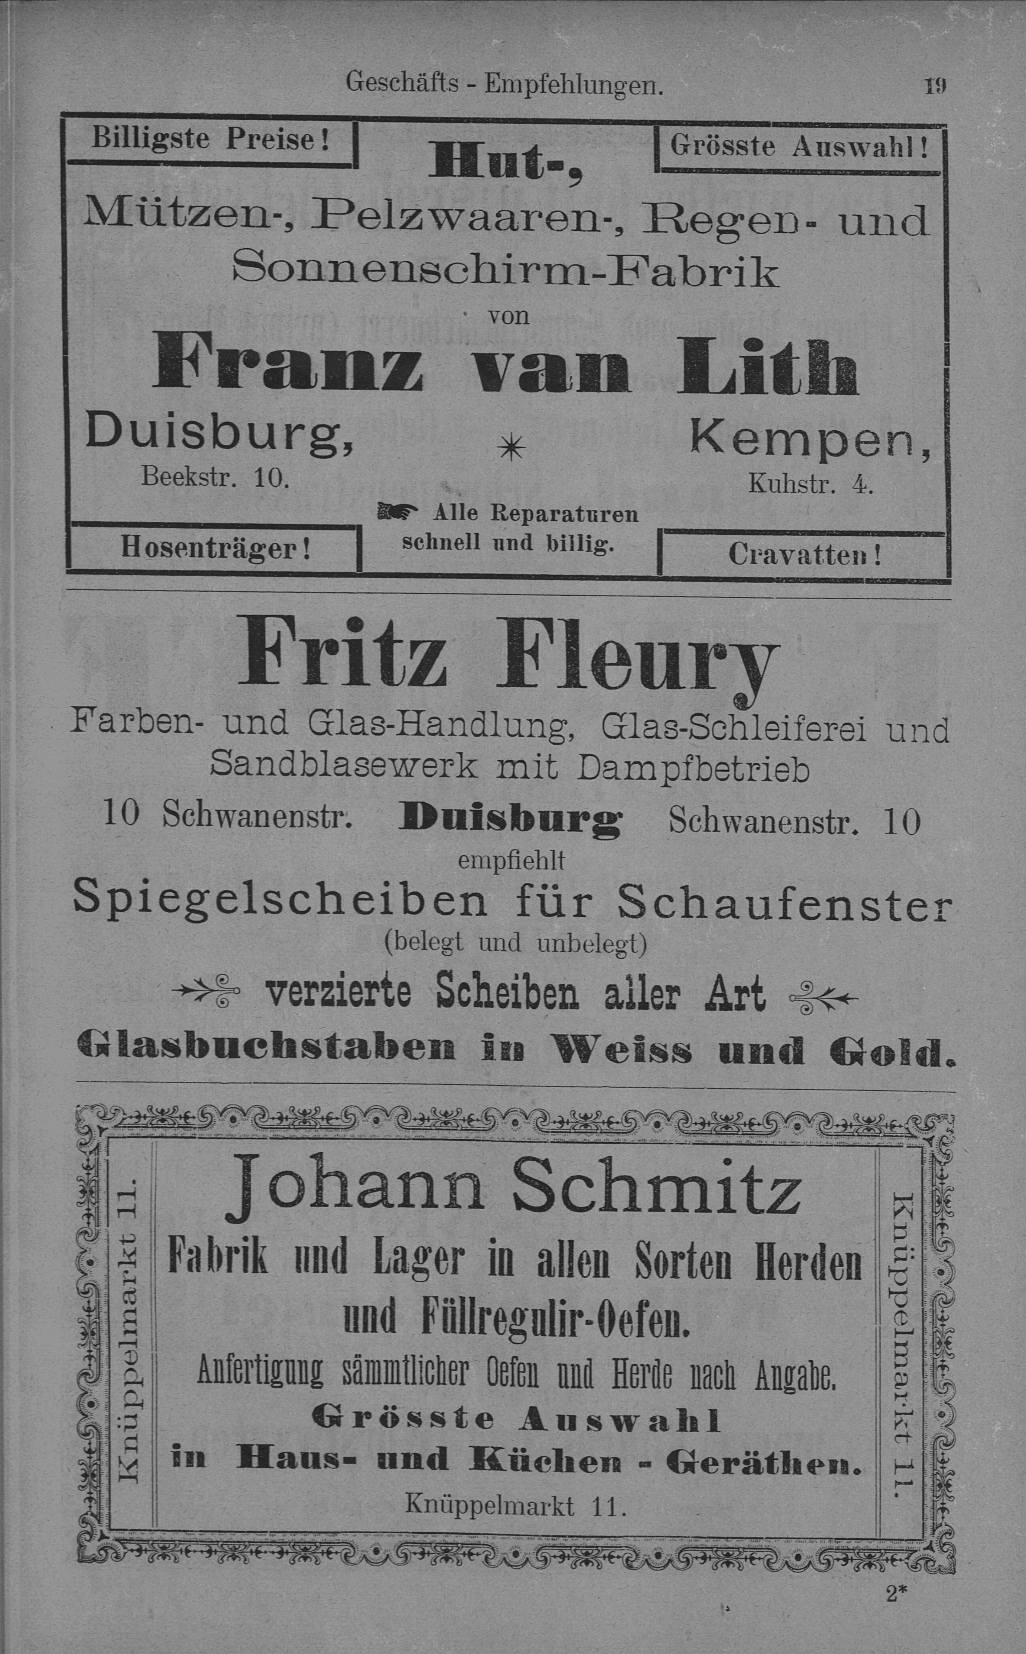 Geschäfts - Empfehlungen. 19
Billigste Preise!
Grösste Auswahl!
Hut-,
Mützen-, Pelzwaaren-, Regen- und
Sonnenschirm-Fabrik
von
Franz van Lith
Duisburg, Kempen,
Beekstr. 10. Kuhstr. 4.
Alle Reparaturen
schnell und billig.
Hosenträger! Cravatten!
Fritz Fleury
Farben- und Glas-Handlung, Glas-Schleiferei und
Sandblasewerk mit Dampfbetrieb
10 Schwanenstr. Duisburg Schwanenstr. 10
empfiehlt
Spiegelscheiben für Schaufenster
(belegt und unbelegt)
verzierte Scheiben aller Art
Glasbuchstaben in Weiss und Gold.
Knüppelmarkt 11.
Johann Schmitz
Fabrik und Lager in allen Sorten Herden
und Füllregulir-Oefen.
Anfertigung sämmtlicher Oefen und Herde nach Angabe.
Grösste Auswahl
in Haus- und Küchen - Geräthen.
Knüppelmarkt 11.
Knüppelmarkt 11.
2*